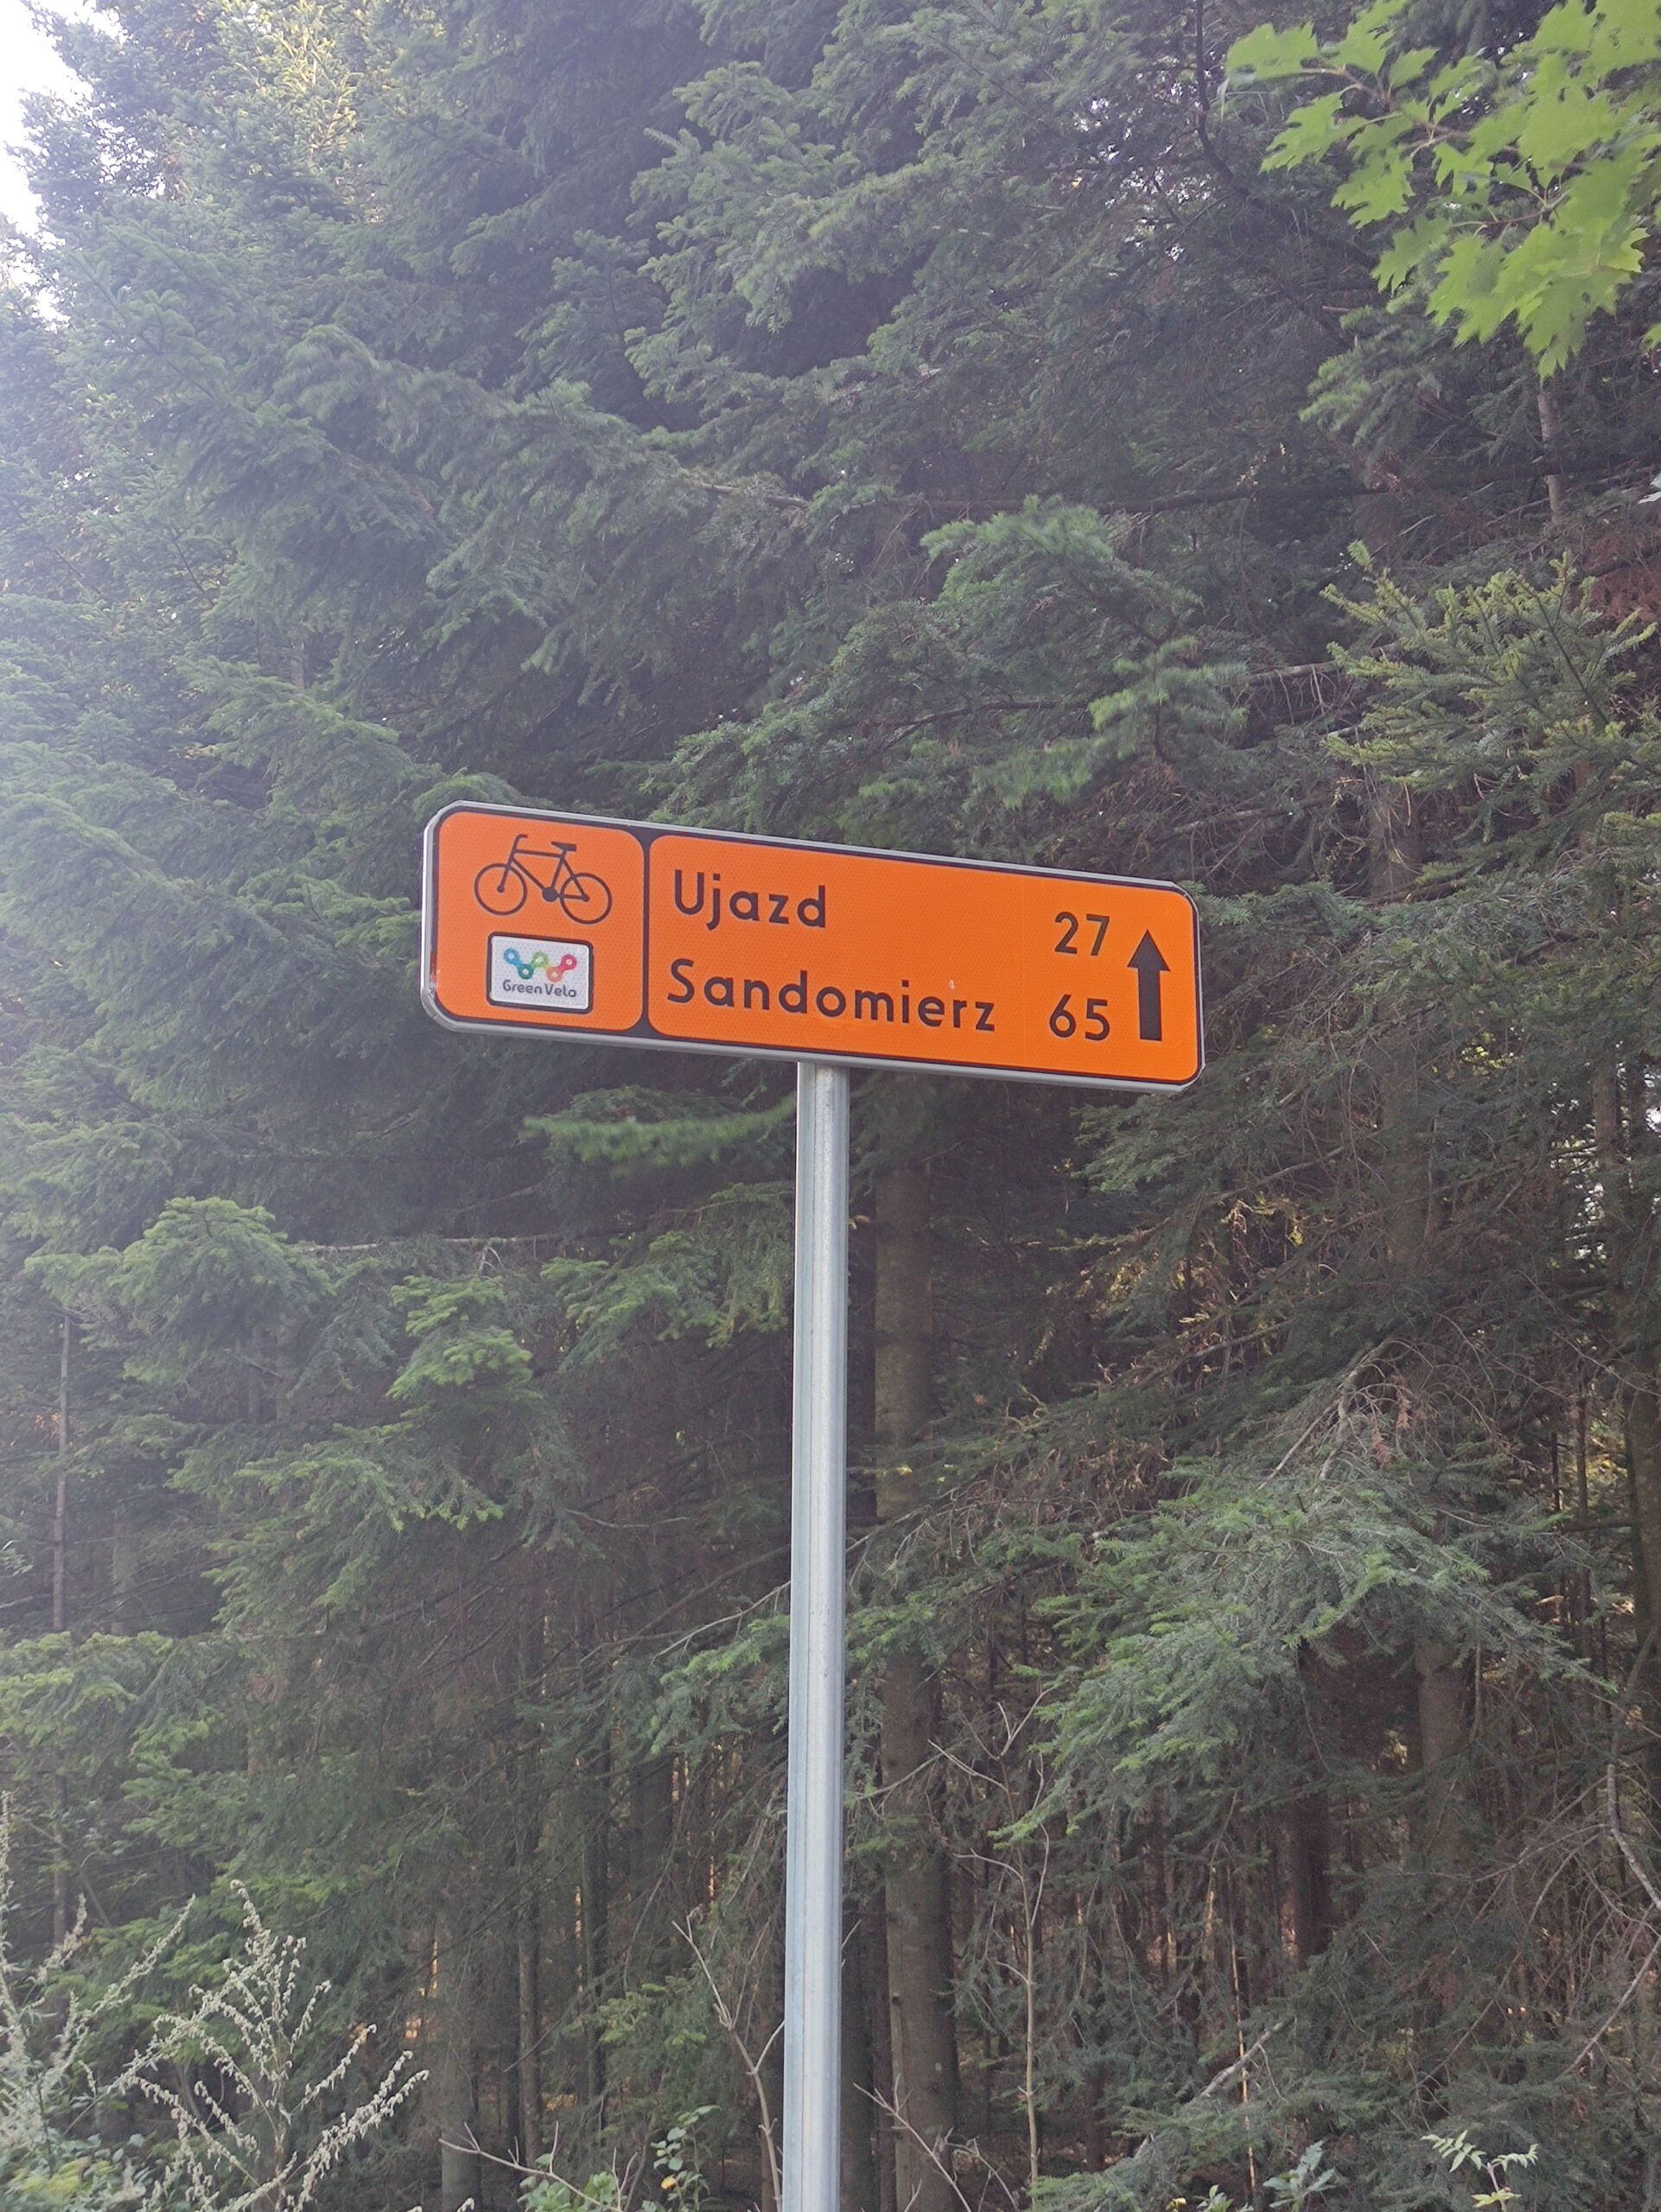 Ujazd 27
Sandomierz 65
Green Velo